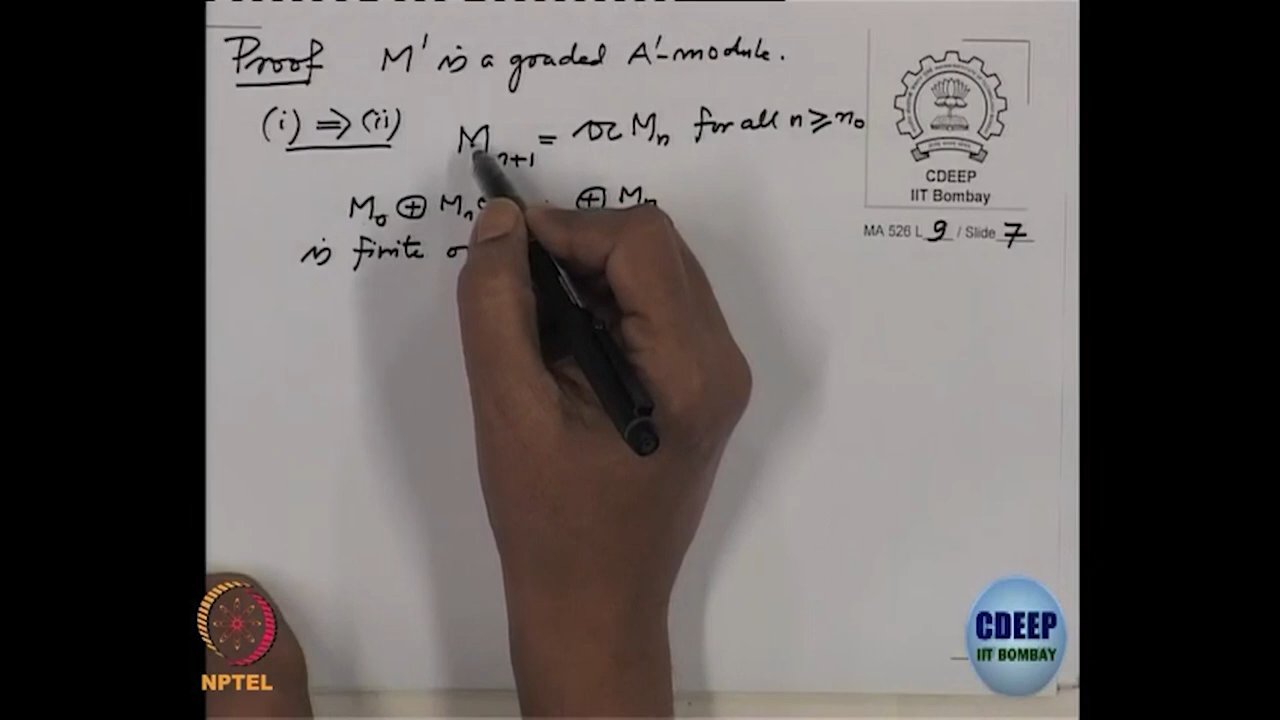 Proof M' is a graded A'-module.
(i) ⇒ (ii) M_{n+1} = 𝔞 M_n for all n ≥ n_0
M_0 ⊕ M_1 ⊕ M_n
is finite
CDEEP
IIT Bombay
MA 526 L 9 / Slide 7
NPTEL
CDEEP
IIT BOMBAY